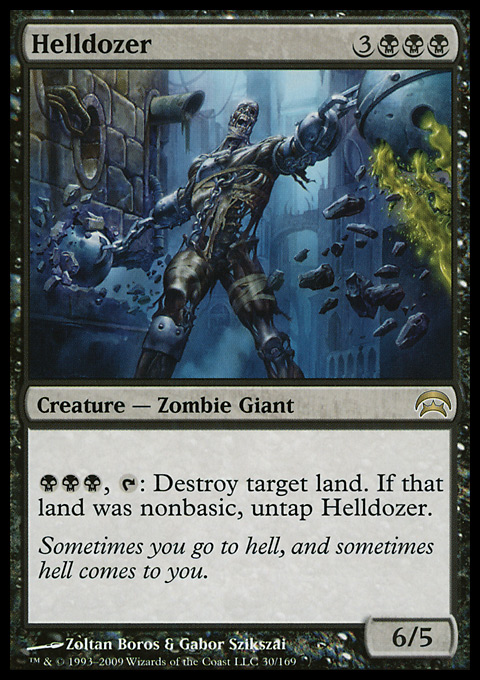 Helldozer 3
Creature — Zombie Giant
, : Destroy target land. If that
land was nonbasic, untap Helldozer.
Sometimes you go to hell, and sometimes
hell comes to you.
Zoltan Boros & Gabor Szikszai
™ & © 1993–2009 Wizards of the Coast LLC 30/169
6/5